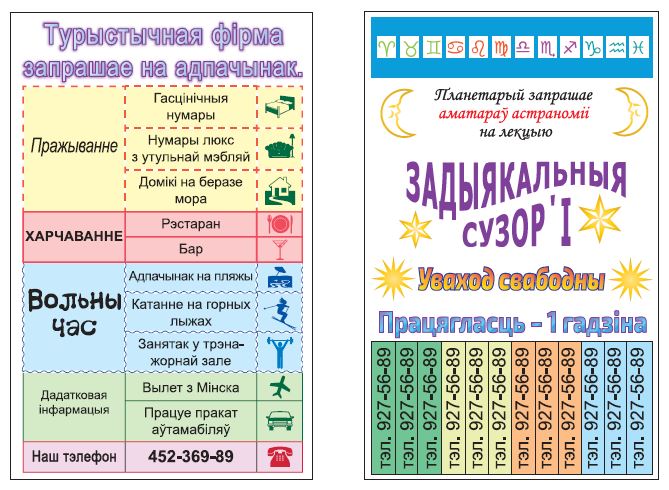 Турыстычная фірма
запрашае на адпачынак.
Пражыванне
Гасцінічныя
нумары
Нумары люкс
з утульнай мэбляй
Домікі на беразе
мора
ХАРЧАВАННЕ
Рэстаран
Бар
Вольны
час
Адпачынак на пляжы
Катанне на горных
лыжах
Занятак у трэна-
жорнай зале
Дадатковая
інфармацыя
Вылет з Мінска
Працуе пракат
аўтамабіляў
Наш тэлефон
452-369-89
♈♉♊♋♌♍♎♏♐♑♒♓
Планетарый запрашае
аматараў астраноміі
на лекцыю
ЗАДЫЯКАЛЬНЫЯ
СУЗОР'І
Уваход свабодны
Працягласць – 1 гадзіна
тэл. 927-56-89
тэл. 927-56-89
тэл. 927-56-89
тэл. 927-56-89
тэл. 927-56-89
тэл. 927-56-89
тэл. 927-56-89
тэл. 927-56-89
тэл. 927-56-89
тэл. 927-56-89
тэл. 927-56-89